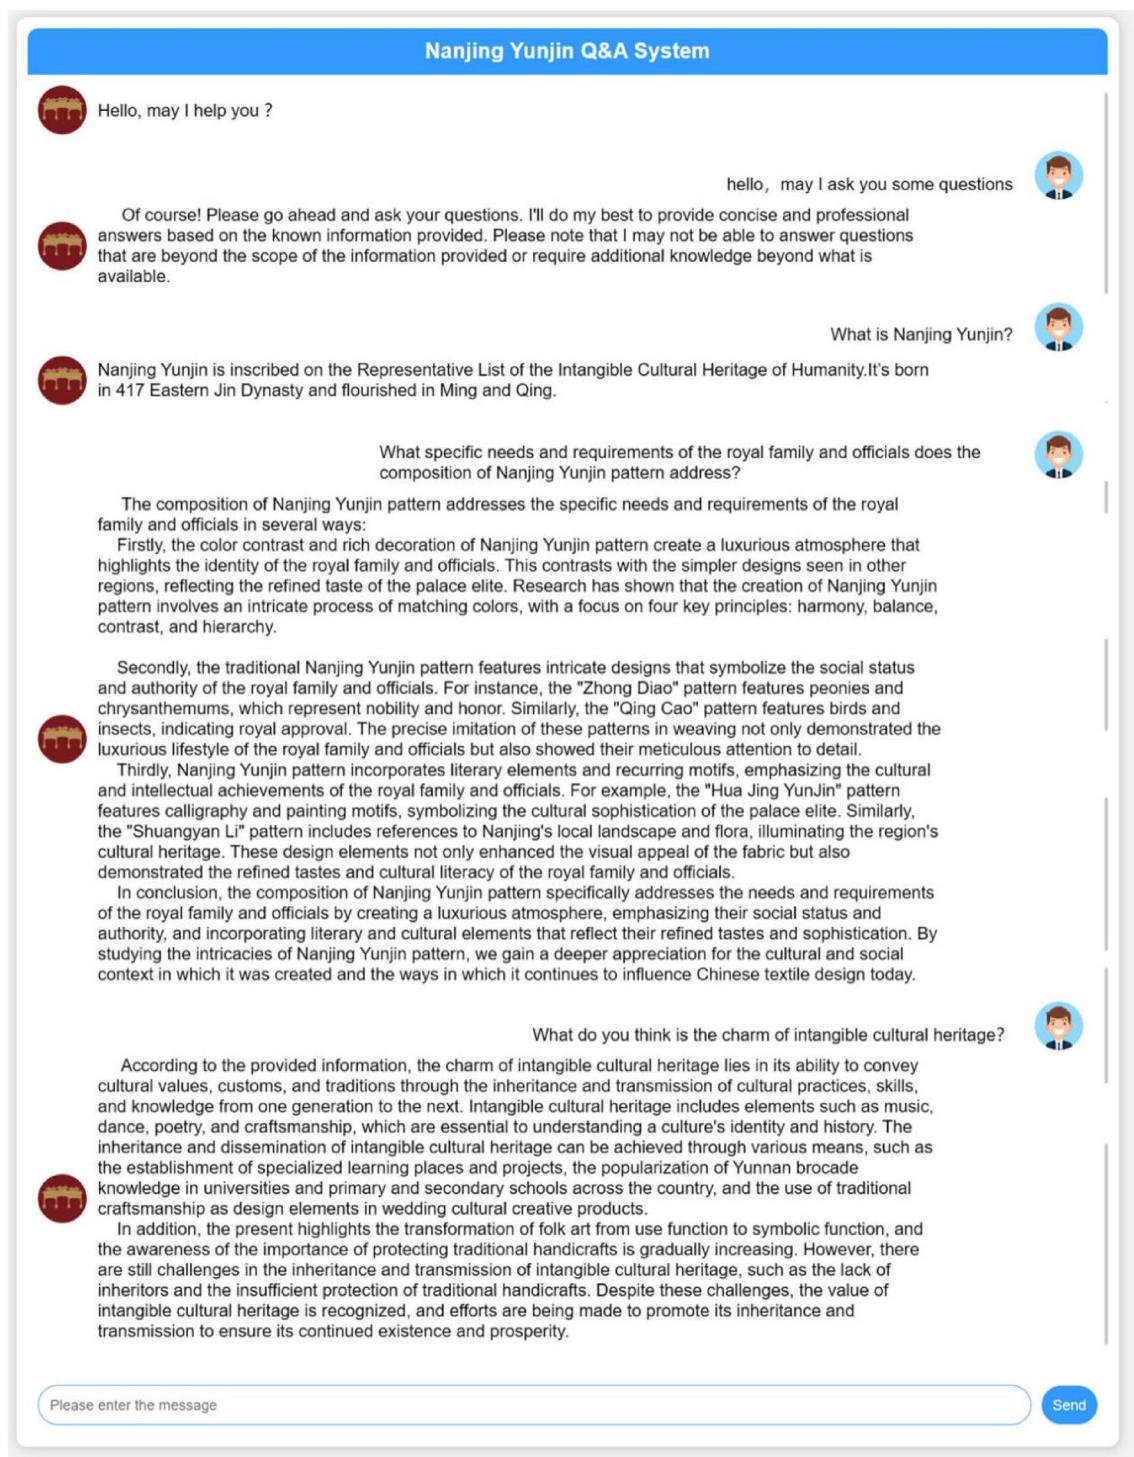 Nanjing Yunjin Q&A System
Hello, may I help you ?
hello，may I ask you some questions
Of course! Please go ahead and ask your questions. I'll do my best to provide concise and professional
answers based on the known information provided. Please note that I may not be able to answer questions
that are beyond the scope of the information provided or require additional knowledge beyond what is
available.
What is Nanjing Yunjin?
Nanjing Yunjin is inscribed on the Representative List of the Intangible Cultural Heritage of Humanity.It's born
in 417 Eastern Jin Dynasty and flourished in Ming and Qing.
What specific needs and requirements of the royal family and officials does the
composition of Nanjing Yunjin pattern address?
The composition of Nanjing Yunjin pattern addresses the specific needs and requirements of the royal
family and officials in several ways:
Firstly, the color contrast and rich decoration of Nanjing Yunjin pattern create a luxurious atmosphere that
highlights the identity of the royal family and officials. This contrasts with the simpler designs seen in other
regions, reflecting the refined taste of the palace elite. Research has shown that the creation of Nanjing Yunjin
pattern involves an intricate process of matching colors, with a focus on four key principles: harmony, balance,
contrast, and hierarchy.
Secondly, the traditional Nanjing Yunjin pattern features intricate designs that symbolize the social status
and authority of the royal family and officials. For instance, the "Zhong Diao" pattern features peonies and
chrysanthemums, which represent nobility and honor. Similarly, the "Qing Cao" pattern features birds and
insects, indicating royal approval. The precise imitation of these patterns in weaving not only demonstrated the
luxurious lifestyle of the royal family and officials but also showed their meticulous attention to detail.
Thirdly, Nanjing Yunjin pattern incorporates literary elements and recurring motifs, emphasizing the cultural
and intellectual achievements of the royal family and officials. For example, the "Hua Jing YunJin" pattern
features calligraphy and painting motifs, symbolizing the cultural sophistication of the palace elite. Similarly,
the "Shuangyan Li" pattern includes references to Nanjing's local landscape and flora, illuminating the region's
cultural heritage. These design elements not only enhanced the visual appeal of the fabric but also
demonstrated the refined tastes and cultural literacy of the royal family and officials.
In conclusion, the composition of Nanjing Yunjin pattern specifically addresses the needs and requirements
of the royal family and officials by creating a luxurious atmosphere, emphasizing their social status and
authority, and incorporating literary and cultural elements that reflect their refined tastes and sophistication. By
studying the intricacies of Nanjing Yunjin pattern, we gain a deeper appreciation for the cultural and social
context in which it was created and the ways in which it continues to influence Chinese textile design today.
What do you think is the charm of intangible cultural heritage?
According to the provided information, the charm of intangible cultural heritage lies in its ability to convey
cultural values, customs, and traditions through the inheritance and transmission of cultural practices, skills,
and knowledge from one generation to the next. Intangible cultural heritage includes elements such as music,
dance, poetry, and craftsmanship, which are essential to understanding a culture's identity and history. The
inheritance and dissemination of intangible cultural heritage can be achieved through various means, such as
the establishment of specialized learning places and projects, the popularization of Yunnan brocade
knowledge in universities and primary and secondary schools across the country, and the use of traditional
craftsmanship as design elements in wedding cultural creative products.
In addition, the present highlights the transformation of folk art from use function to symbolic function, and
the awareness of the importance of protecting traditional handicrafts is gradually increasing. However, there
are still challenges in the inheritance and transmission of intangible cultural heritage, such as the lack of
inheritors and the insufficient protection of traditional handicrafts. Despite these challenges, the value of
intangible cultural heritage is recognized, and efforts are being made to promote its inheritance and
transmission to ensure its continued existence and prosperity.
Please enter the message
Send